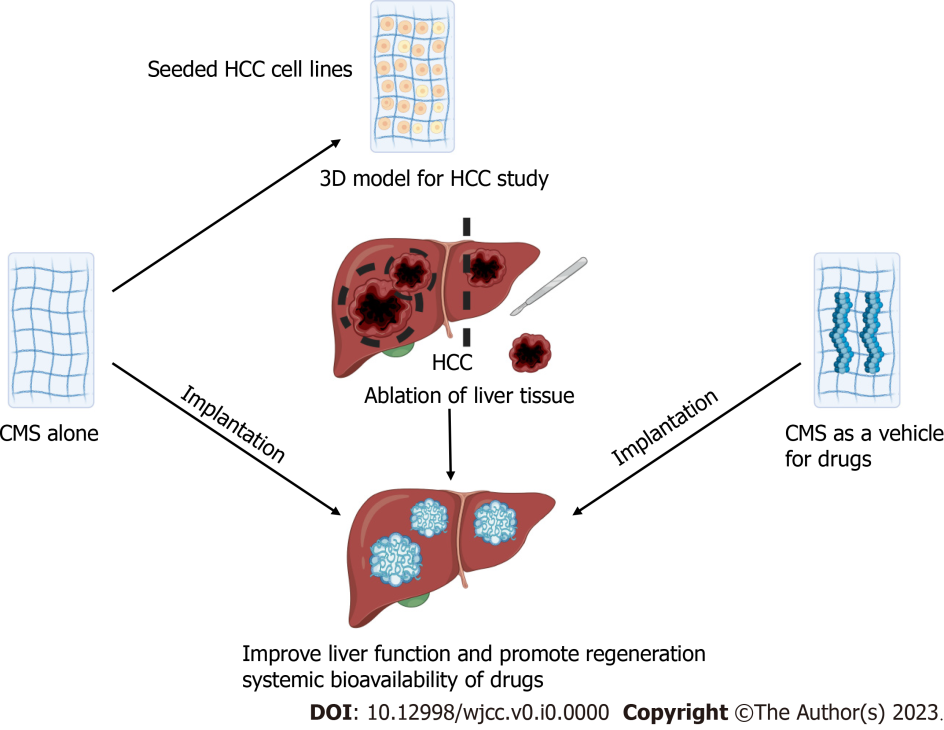 Seeded HCC cell lines
3D model for HCC study
HCC
Ablation of liver tissue
CMS alone
Implantation
Implantation
CMS as a vehicle
for drugs
Improve liver function and promote regeneration
systemic bioavailability of drugs
DOI: 10.12998/wjcc.v0.i0.0000 Copyright ©The Author(s) 2023.